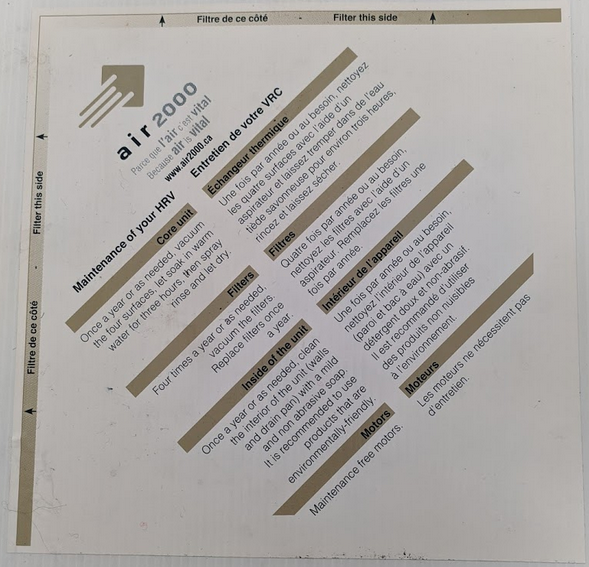 Filtre de ce côté
Filter this side
Filter this side
Filtre de ce côté
air 2000
Parce que l'air c'est vital
Because air is vital
www.air2000.ca
Maintenance of your HRV
Core unit
Once a year or as needed, vacuum
the four surfaces, let soak in warm
water for three hours, then spray
rinse and let dry.
Filters
Four times a year or as needed,
vacuum the filters.
Replace filters once
a year.
Inside of the unit
Once a year or as needed, clean
the interior of the unit (walls
and drain pan) with a mild
and non abrasive soap.
It is recommended to use
products that are
environmentally-friendly.
Motors
Maintenance free motors.
Entretien de votre VRC
Échangeur thermique
Une fois par année ou au besoin, nettoyez
les quatre surfaces avec l'aide d'un
aspirateur et laissez tremper dans de l'eau
tiède savonneuse pour environ trois heures,
rincez et laissez sécher.
Filtres
Quatre fois par année ou au besoin,
nettoyez les filtres avec l'aide d'un
aspirateur. Remplacez les filtres une
fois par année.
Intérieur de l'appareil
Une fois par année ou au besoin,
nettoyez l'intérieur de l'appareil
(paroi et bac à eau) avec un
détergent doux et non-abrasif.
Il est recommandé d'utiliser
des produits non nuisibles
à l'environnement.
Moteurs
Les moteurs ne nécessitent pas
d'entretien.